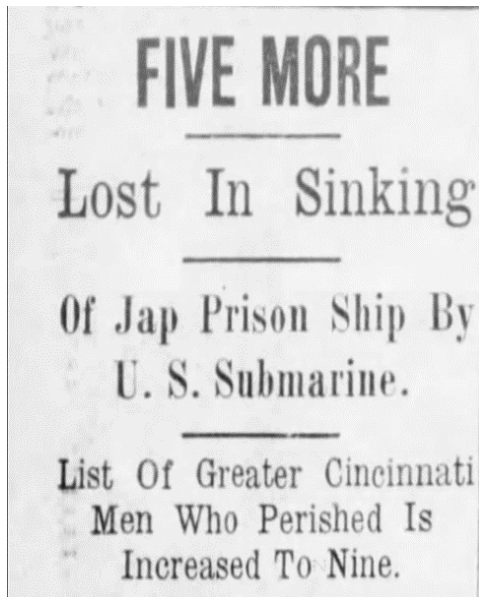 FIVE MORE
Lost In Sinking
Of Jap Prison Ship By
U. S. Submarine.
List Of Greater Cincinnati
Men Who Perished Is
Increased To Nine.